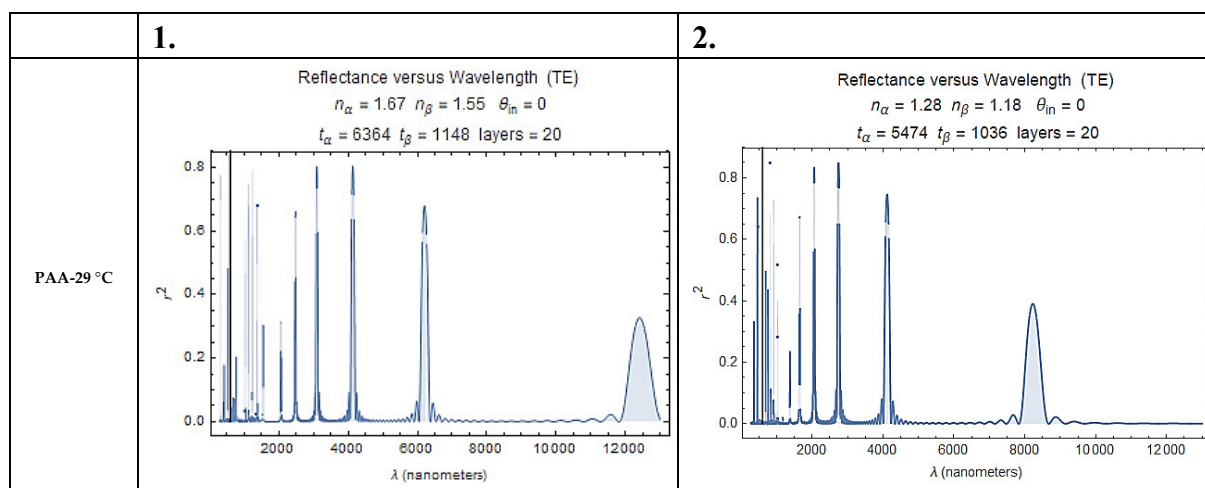 1.
2.
PAA-29 °C
Reflectance versus Wavelength (TE)
nα = 1.67 nβ = 1.55 θin = 0
tα = 6364 tβ = 1148 layers = 20
0.8
0.6
0.4
0.2
0.0
r²
2000 4000 6000 8000 10000 12000
λ (nanometers)
Reflectance versus Wavelength (TE)
nα = 1.28 nβ = 1.18 θin = 0
tα = 5474 tβ = 1036 layers = 20
0.8
0.6
0.4
0.2
0.0
r²
2000 4000 6000 8000 10000 12000
λ (nanometers)